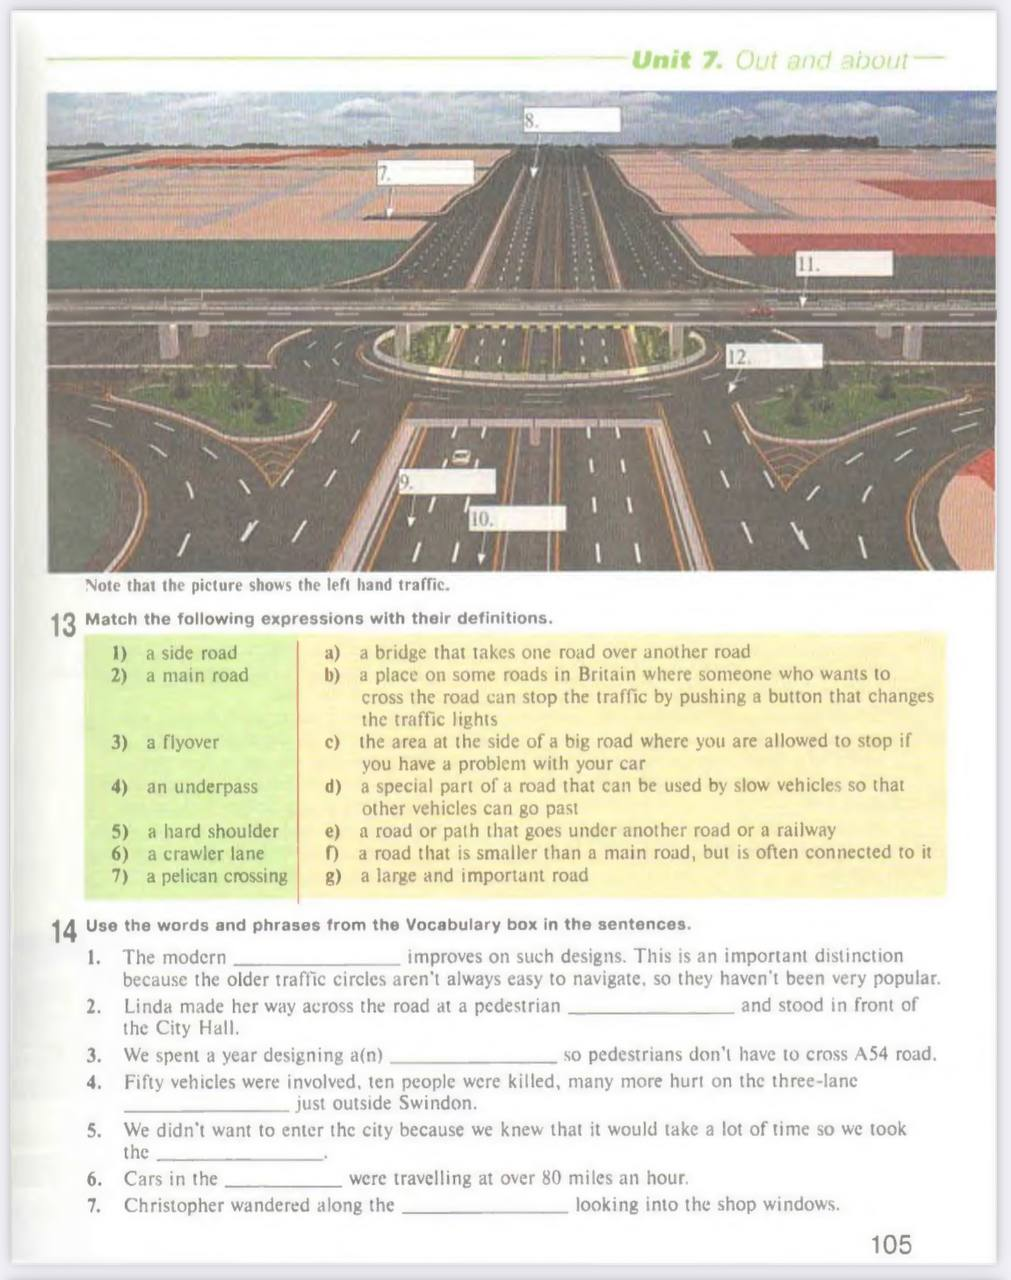 Unit 7. Out and about
8.
7.
11.
12.
9.
10.
Note that the picture shows the left hand traffic.
13 Match the following expressions with their definitions.
1) a side road
2) a main road
3) a flyover
4) an underpass
5) a hard shoulder
6) a crawler lane
7) a pelican crossing
a) a bridge that takes one road over another road
b) a place on some roads in Britain where someone who wants to
cross the road can stop the traffic by pushing a button that changes
the traffic lights
c) the area at the side of a big road where you are allowed to stop if
you have a problem with your car
d) a special part of a road that can be used by slow vehicles so that
other vehicles can go past
e) a road or path that goes under another road or a railway
f) a road that is smaller than a main road, but is often connected to it
g) a large and important road
14 Use the words and phrases from the Vocabulary box in the sentences.
1. The modern ________________ improves on such designs. This is an important distinction
because the older traffic circles aren't always easy to navigate, so they haven't been very popular.
2. Linda made her way across the road at a pedestrian ________________ and stood in front of
the City Hall.
3. We spent a year designing a(n) ________________ so pedestrians don't have to cross A54 road.
4. Fifty vehicles were involved, ten people were killed, many more hurt on the three-lane
________________ just outside Swindon.
5. We didn't want to enter the city because we knew that it would take a lot of time so we took
the ________________.
6. Cars in the ___________ were travelling at over 80 miles an hour.
7. Christopher wandered along the ________________ looking into the shop windows.
105